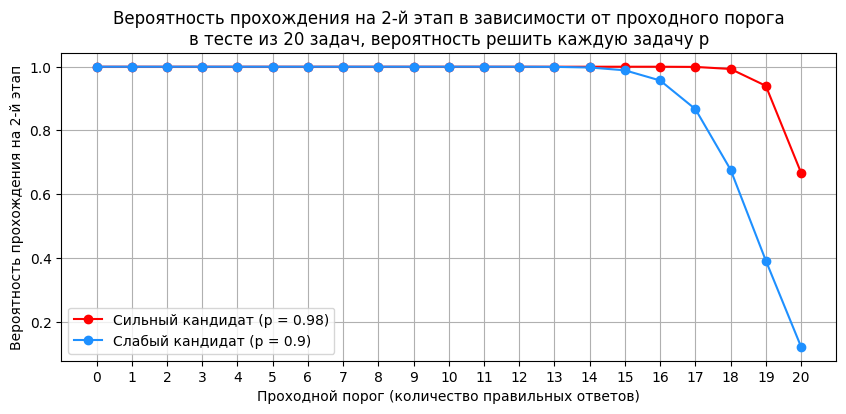 Вероятность прохождения на 2-й этап в зависимости от проходного порога
в тесте из 20 задач, вероятность решить каждую задачу p
Вероятность прохождения на 2-й этап
1.0
0.8
0.6
0.4
0.2
Сильный кандидат (p = 0.98)
Слабый кандидат (p = 0.9)
0 1 2 3 4 5 6 7 8 9 10 11 12 13 14 15 16 17 18 19 20
Проходной порог (количество правильных ответов)